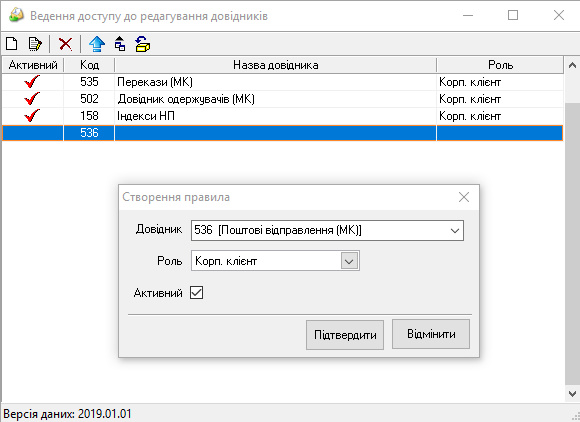 Ведення доступу до редагування довідників
Активний Код Назва довідника Роль
535 Перекази (МК) Корп. клієнт
502 Довідник одержувачів (МК) Корп. клієнт
158 Індекси НП Корп. клієнт
536
Створення правила
Довідник 536 [Поштові відправлення (МК)]
Роль Корп. клієнт
Активний
Підтвердити Відмінити
Версія даних: 2019.01.01